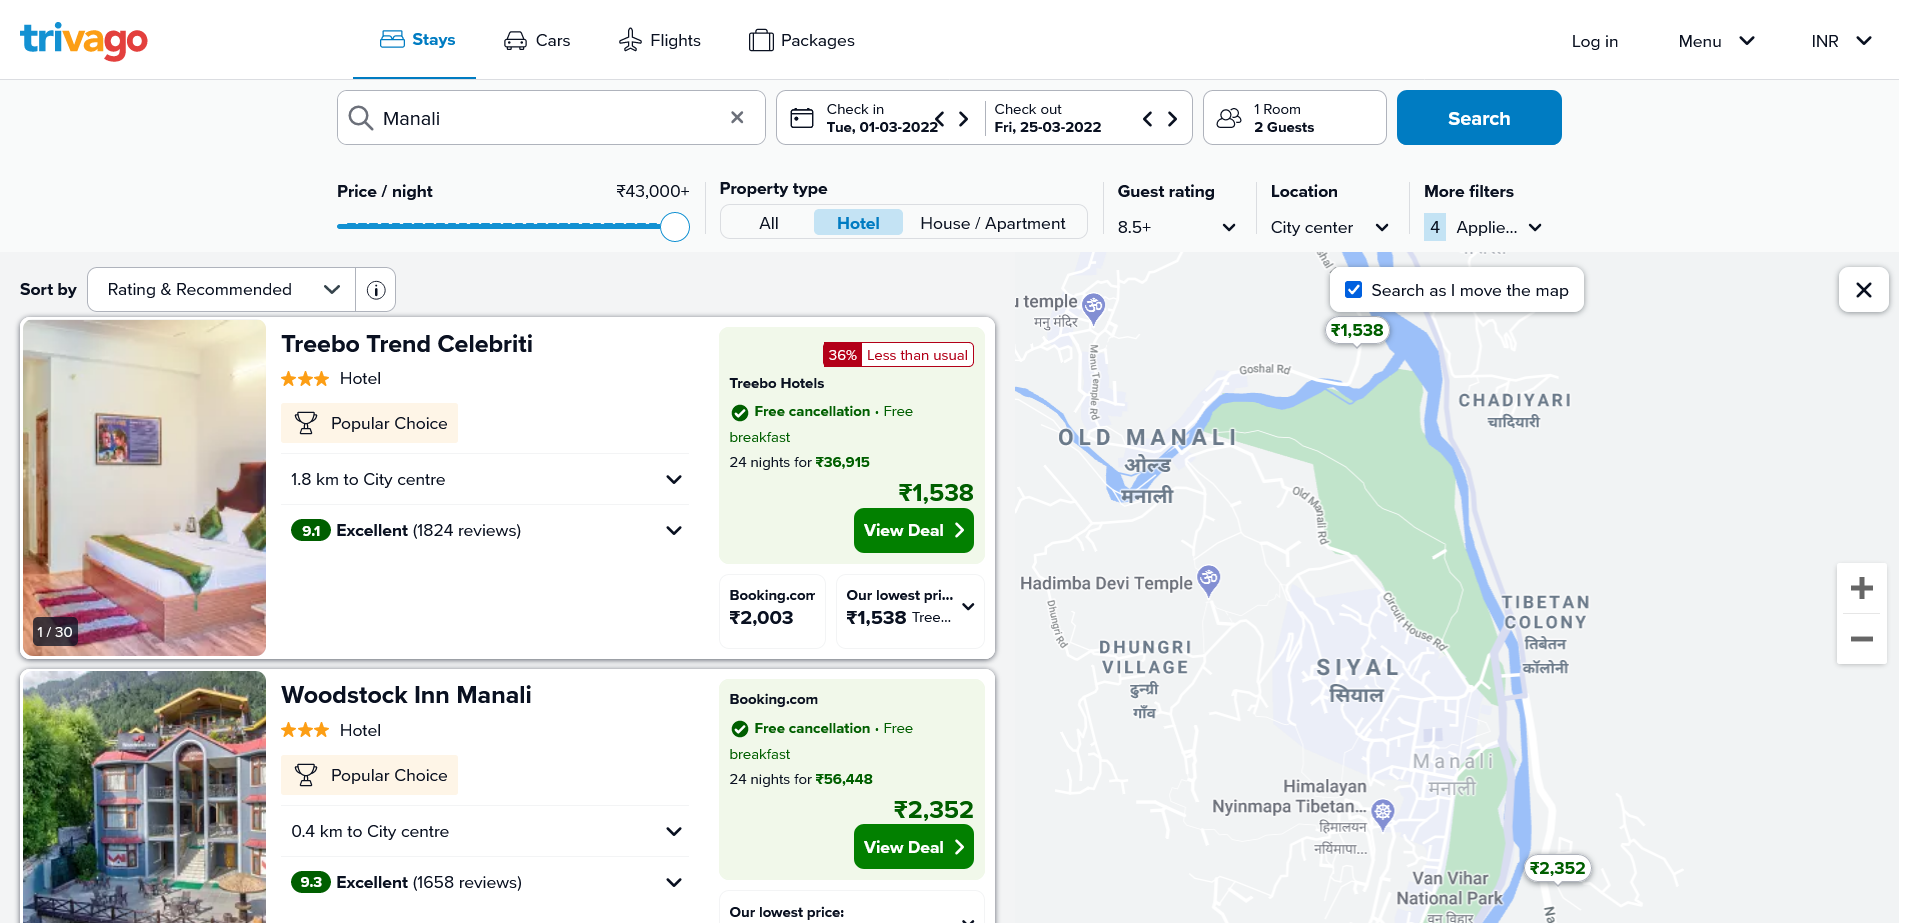 trivago
Stays
Cars
Flights
Packages
Log in
Menu
INR
Manali
Check in
Tue, 01-03-2022
Check out
Fri, 25-03-2022
1 Room
2 Guests
Search
Price / night
₹43,000+
Property type
All
Hotel
House / Apartment
Guest rating
8.5+
Location
City center
More filters
4 Applie...
Sort by
Rating & Recommended
Treebo Trend Celebriti
Hotel
Popular Choice
1.8 km to City centre
9.1 Excellent (1824 reviews)
1 / 30
36% Less than usual
Treebo Hotels
Free cancellation • Free
breakfast
24 nights for ₹36,915
₹1,538
View Deal
Booking.com
₹2,003
Our lowest pri...
₹1,538 Tree...
Woodstock Inn Manali
Hotel
Popular Choice
0.4 km to City centre
9.3 Excellent (1658 reviews)
Booking.com
Free cancellation • Free
breakfast
24 nights for ₹56,448
₹2,352
View Deal
Our lowest price:
Search as I move the map
₹1,538
temple
मनु मंदिर
Manu Temple Rd
Goshal Rd
CHADIYARI
चादियारी
OLD MANALI
ओल्ड
मनाली
Old Manali Rd
Hadimba Devi Temple
Dhungri Rd
Circuit House Rd
TIBETAN
COLONY
तिबेतन
कॉलोनी
DHUNGRI
VILLAGE
ढुन्ग्री
गाँव
SIYAL
सियाल
Manali
मनाली
Himalayan
Nyinmapa Tibetan...
हिमालयन
नयिंमापा...
₹2,352
Van Vihar
National Park
वन विहार